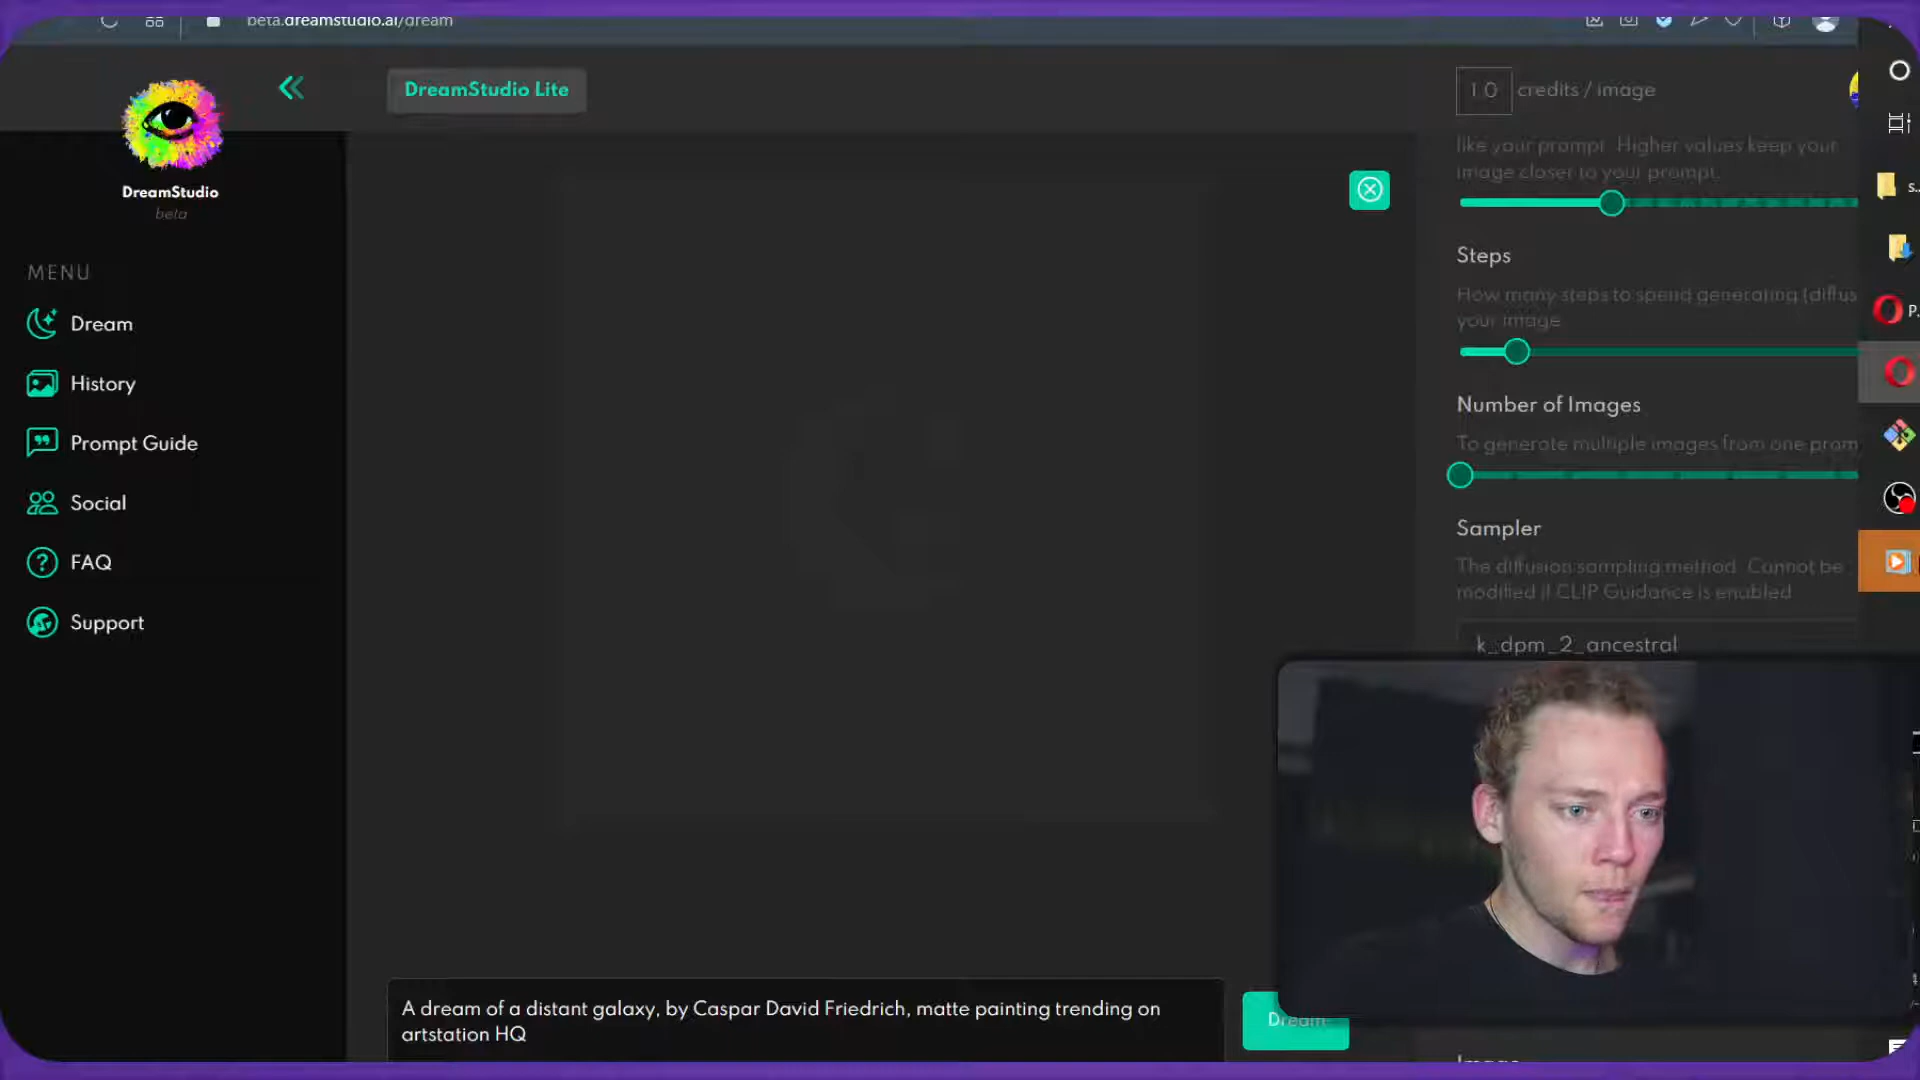 beta.dreamstudio.ai/dream
DreamStudio Lite
1.0 credits / image
DreamStudio
beta
MENU
Dream
History
Prompt Guide
Social
FAQ
Support
like your prompt. Higher values keep your
image closer to your prompt.
Steps
How many steps to spend generating (diffus
your image.
Number of Images
To generate multiple images from one prom
Sampler
The diffusion sampling method. Cannot be
modified if CLIP Guidance is enabled
k_dpm_2_ancestral
A dream of a distant galaxy, by Caspar David Friedrich, matte painting trending on
artstation HQ
Dream
s..
P.